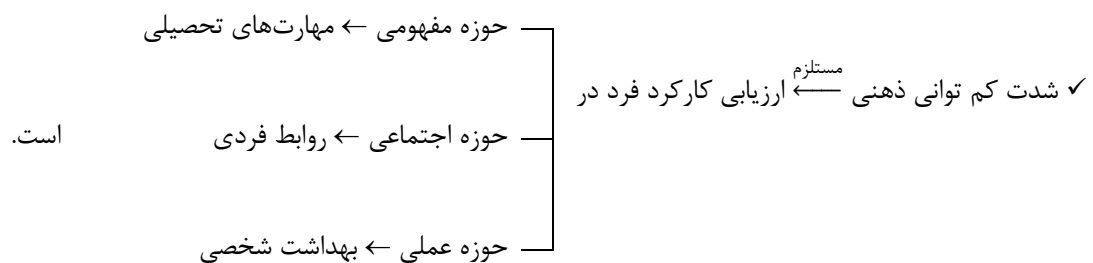 حوزه مفهومی ← مهارت‌های تحصیلی
✓ شدت کم توانی ذهنی ← مستلزم ارزیابی کارکرد فرد در
حوزه اجتماعی ← روابط فردی است.
حوزه عملی ← بهداشت شخصی